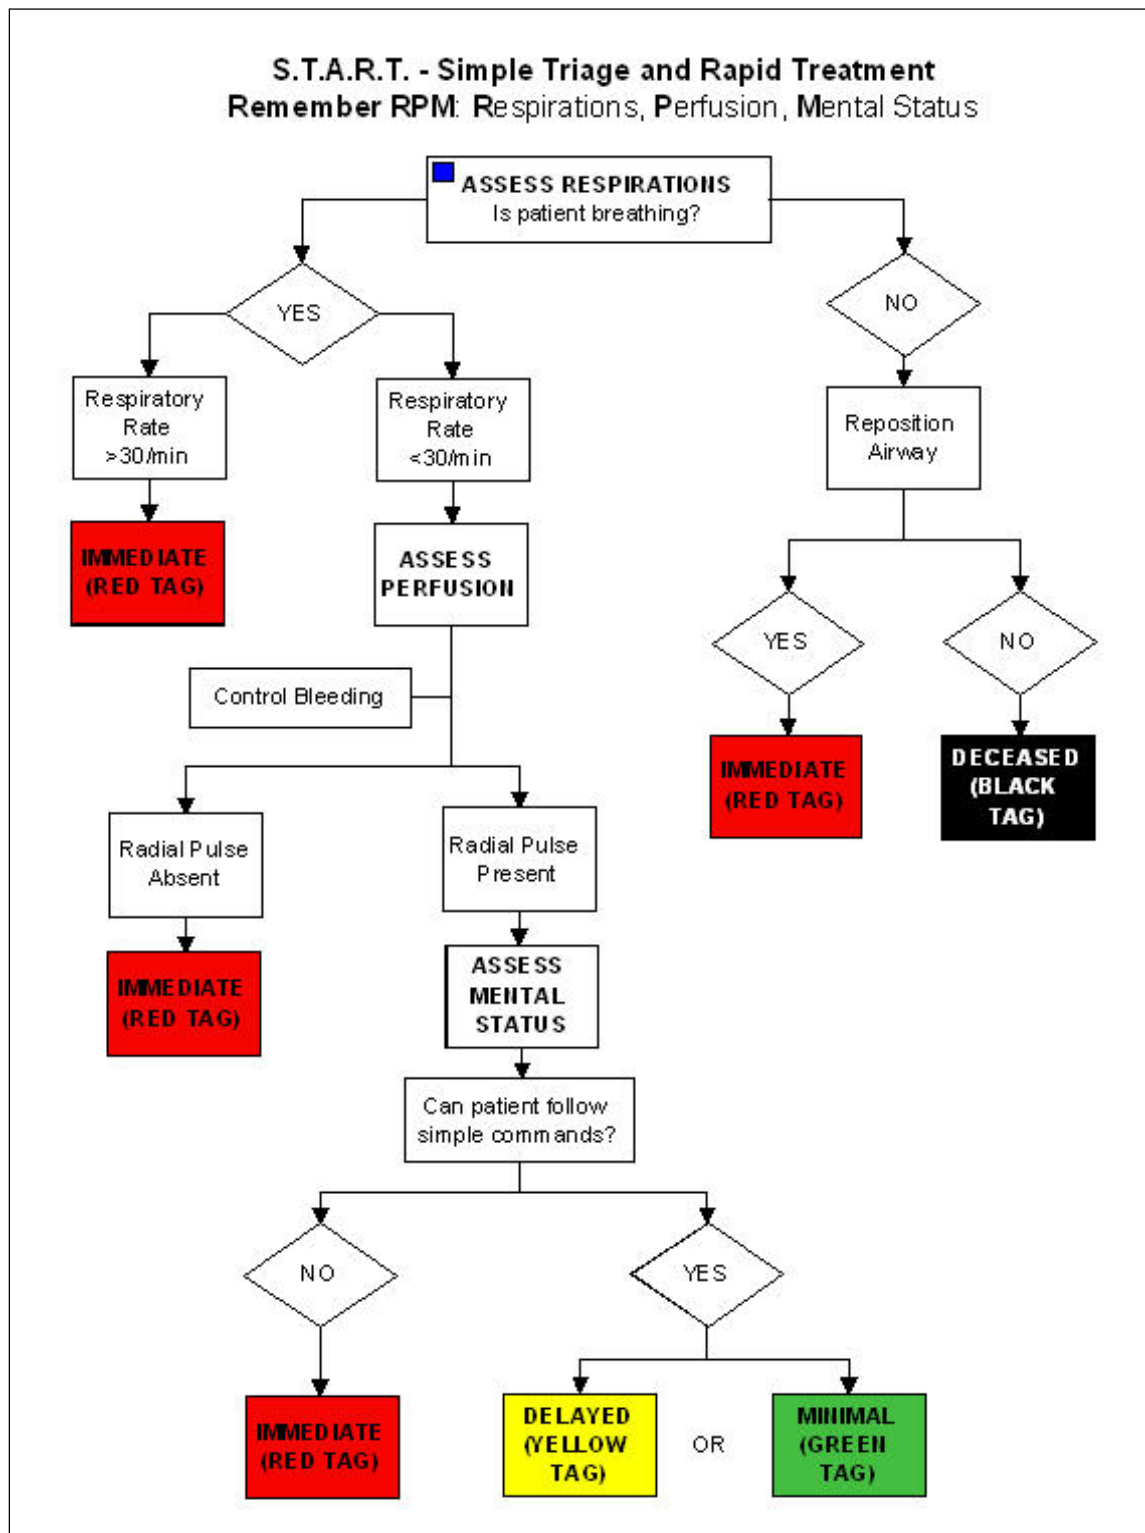 S.T.A.R.T. - Simple Triage and Rapid Treatment
Remember RPM: Respirations, Perfusion, Mental Status
ASSESS RESPIRATIONS
Is patient breathing?
YES
NO
Respiratory
Rate
>30/min
Respiratory
Rate
<30/min
Reposition
Airway
IMMEDIATE
(RED TAG)
ASSESS
PERFUSION
YES
NO
Control Bleeding
IMMEDIATE
(RED TAG)
DECEASED
(BLACK
TAG)
Radial Pulse
Absent
Radial Pulse
Present
IMMEDIATE
(RED TAG)
ASSESS
MENTAL
STATUS
Can patient follow
simple commands?
NO
YES
IMMEDIATE
(RED TAG)
DELAYED
(YELLOW
TAG)
OR
MINIMAL
(GREEN
TAG)